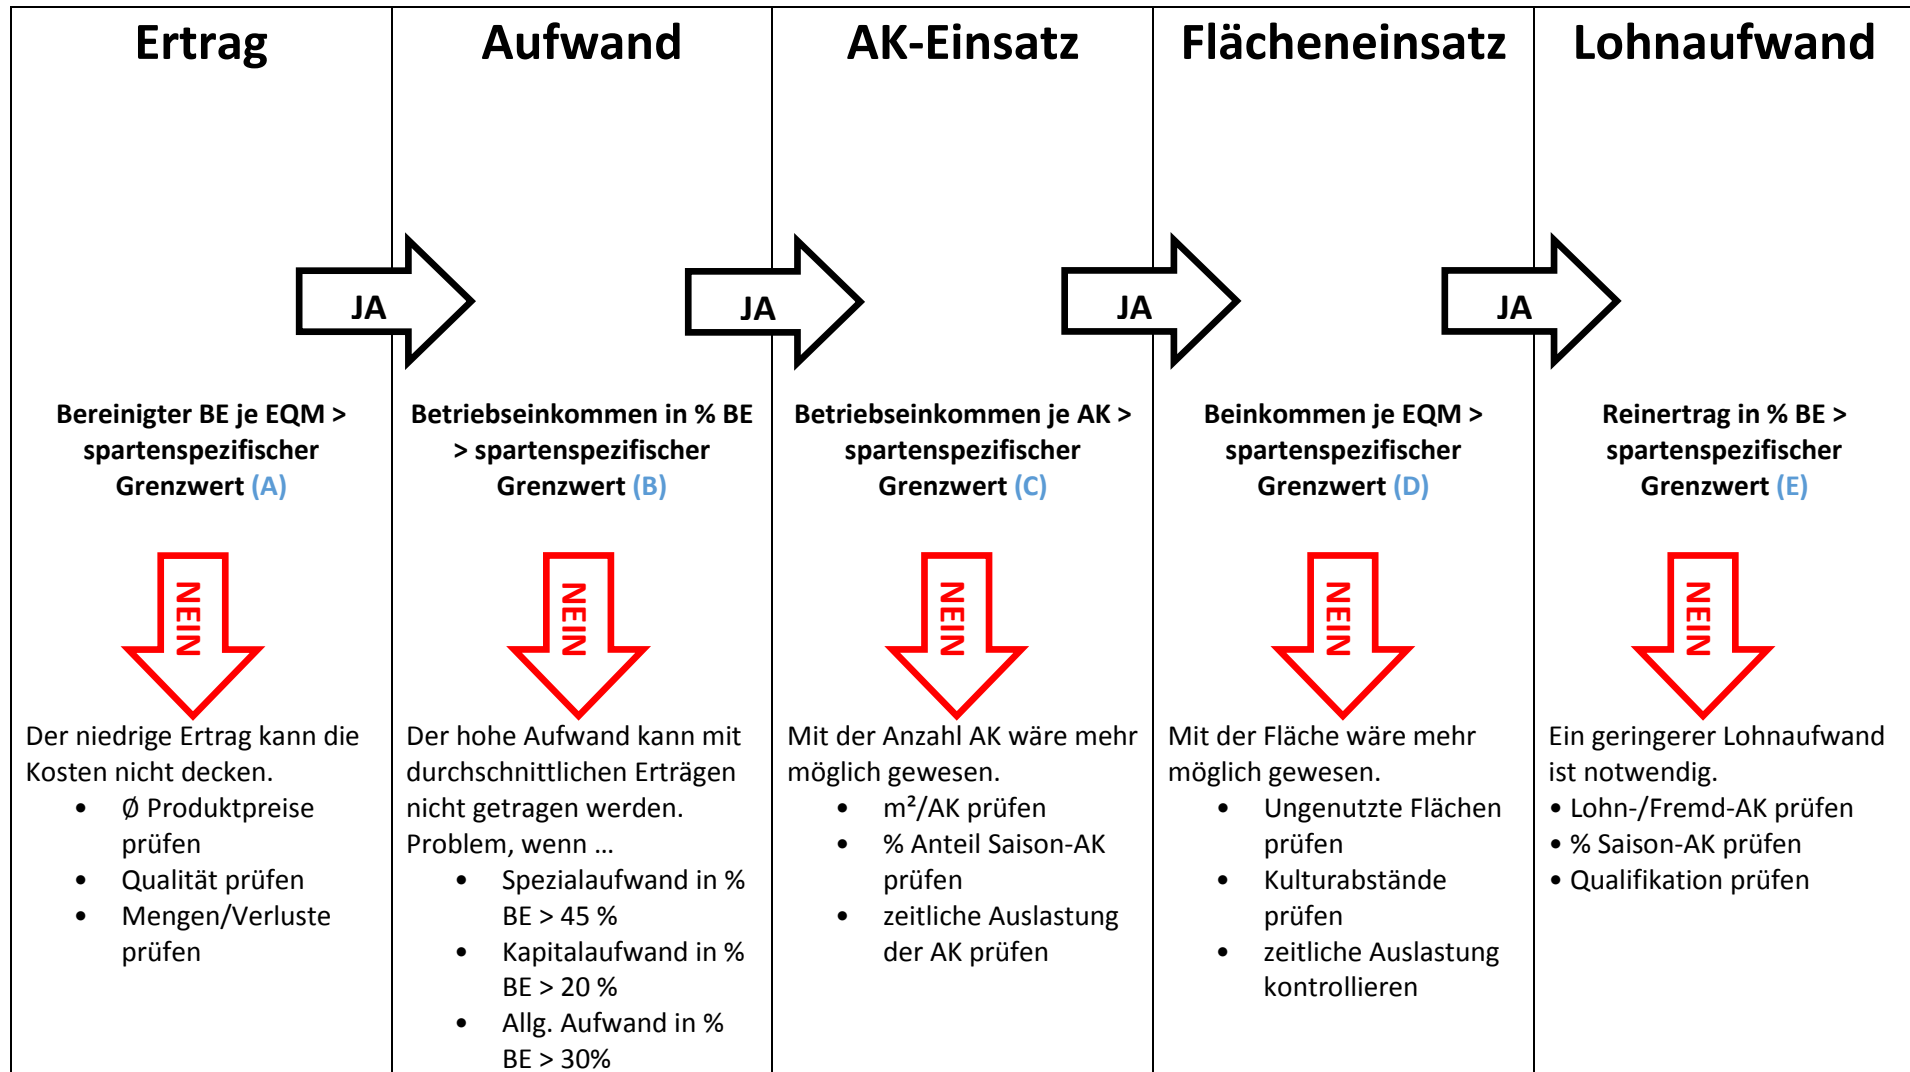 Ertrag
JA
Bereinigter BE je EQM >
spartenspezifischer
Grenzwert (A)
NEIN
Der niedrige Ertrag kann die
Kosten nicht decken.
• Ø Produktpreise
prüfen
• Qualität prüfen
• Mengen/Verluste
prüfen
Aufwand
JA
Betriebseinkommen in % BE
> spartenspezifischer
Grenzwert (B)
NEIN
Der hohe Aufwand kann mit
durchschnittlichen Erträgen
nicht getragen werden.
Problem, wenn …
• Spezialaufwand in %
BE > 45 %
• Kapitalaufwand in %
BE > 20 %
• Allg. Aufwand in %
BE > 30%
AK-Einsatz
JA
Betriebseinkommen je AK >
spartenspezifischer
Grenzwert (C)
NEIN
Mit der Anzahl AK wäre mehr
möglich gewesen.
• m²/AK prüfen
• % Anteil Saison-AK
prüfen
• zeitliche Auslastung
der AK prüfen
Flächeneinsatz
JA
Beinkommen je EQM >
spartenspezifischer
Grenzwert (D)
NEIN
Mit der Fläche wäre mehr
möglich gewesen.
• Ungenutzte Flächen
prüfen
• Kulturabstände
prüfen
• zeitliche Auslastung
kontrollieren
Lohnaufwand
Reinertrag in % BE >
spartenspezifischer
Grenzwert (E)
NEIN
Ein geringerer Lohnaufwand
ist notwendig.
• Lohn-/Fremd-AK prüfen
• % Saison-AK prüfen
• Qualifikation prüfen